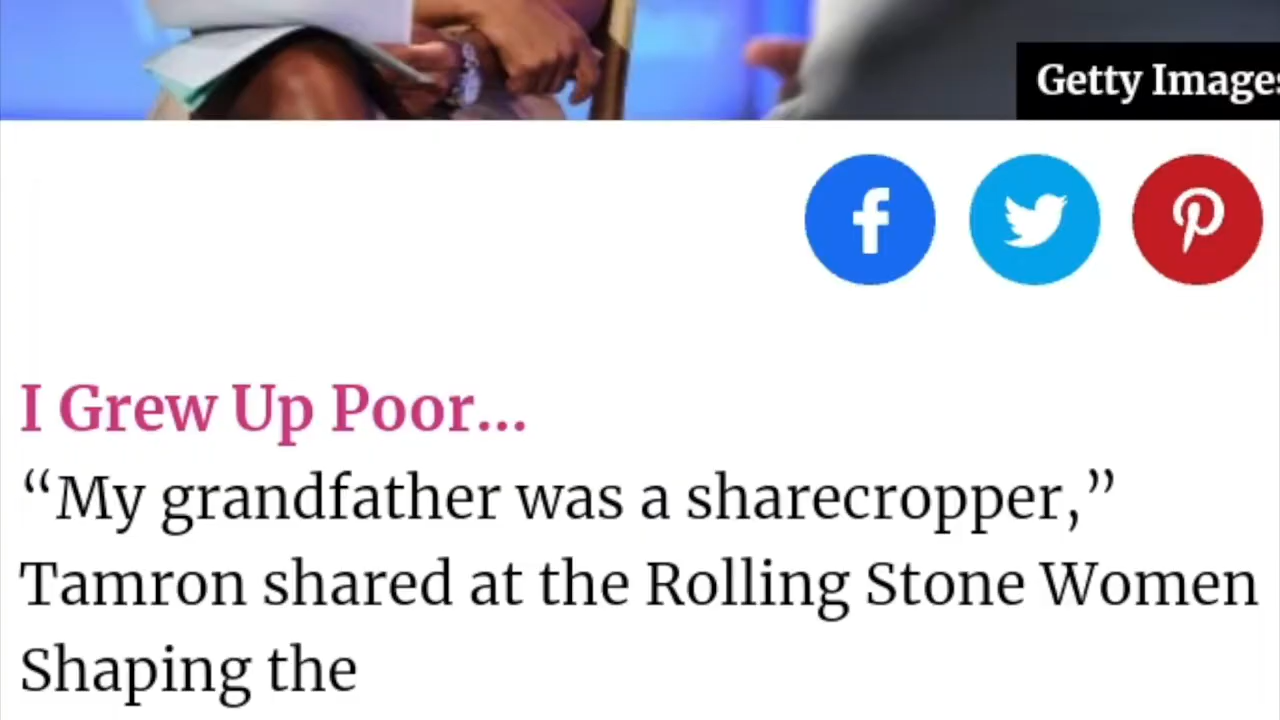 Getty Images
I Grew Up Poor...
“My grandfather was a sharecropper,”
Tamron shared at the Rolling Stone Women
Shaping the